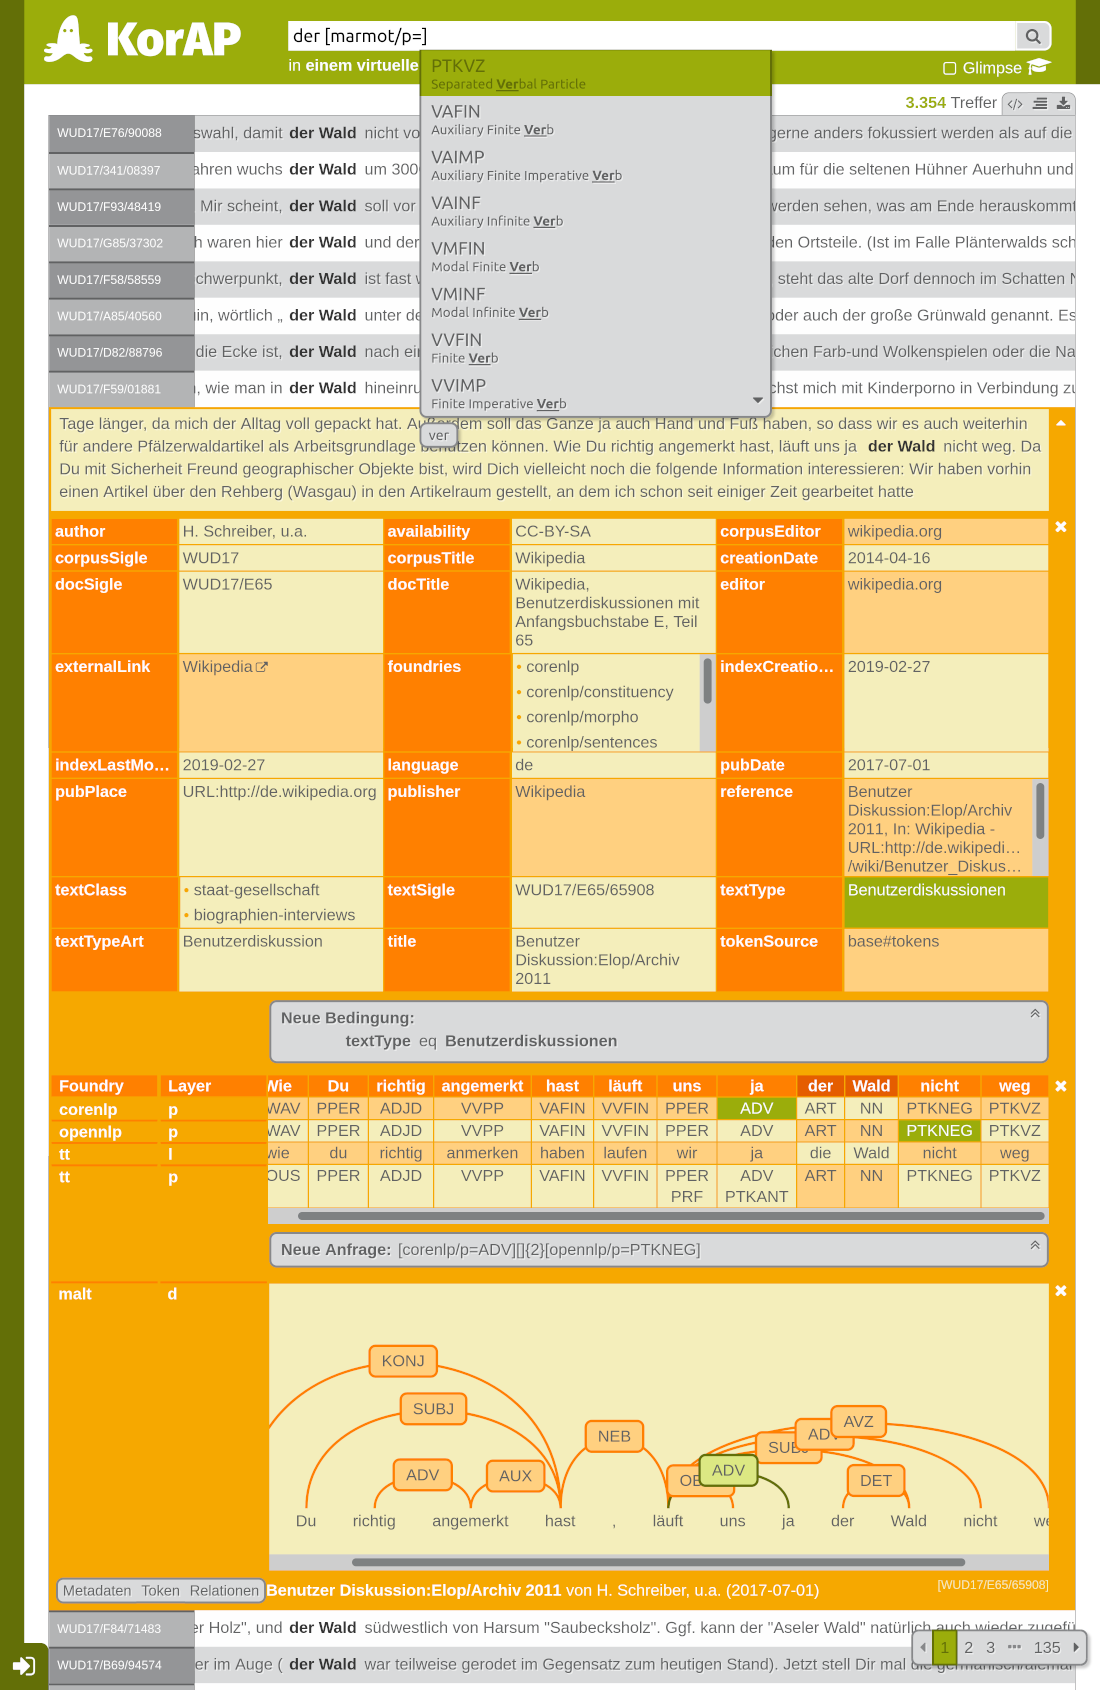 KorAP
der [marmot/p=]
in einem virtuelle
Glimpse
PTKVZ
Separated Verbal Particle
VAFIN
Auxiliary Finite Verb
VAIMP
Auxiliary Finite Imperative Verb
VAINF
Auxiliary Infinite Verb
VMFIN
Modal Finite Verb
VMINF
Modal Infinite Verb
VVFIN
Finite Verb
VVIMP
Finite Imperative Verb
ver
3.354 Treffer </>
WUD17/E76/90088 swahl, damit der Wald nicht vo gerne anders fokussiert werden als auf die
WUD17/341/08397 ahren wuchs der Wald um 300 um für die seltenen Hühner Auerhuhn und
WUD17/F93/48419 Mir scheint, der Wald soll vor werden sehen, was am Ende herauskommt
WUD17/G85/37302 h waren hier der Wald und der den Ortsteile. (Ist im Falle Plänterwalds sch
WUD17/F58/58559 chwerpunkt, der Wald ist fast steht das alte Dorf dennoch im Schatten
WUD17/A85/40560 in, wörtlich „ der Wald unter de oder auch der große Grünwald genannt. Es
WUD17/D82/88796 die Ecke ist, der Wald nach ei chen Farb-und Wolkenspielen oder die Na
WUD17/F59/01881 , wie man in der Wald hineinru chst mich mit Kinderporno in Verbindung zu
Tage länger, da mich der Alltag voll gepackt hat. Außerdem soll das Ganze ja auch Hand und Fuß haben, so dass wir es auch weiterhin
für andere Pfälzerwaldartikel als Arbeitsgrundlage benutzen können. Wie Du richtig angemerkt hast, läuft uns ja der Wald nicht weg. Da
Du mit Sicherheit Freund geographischer Objekte bist, wird Dich vielleicht noch die folgende Information interessieren: Wir haben vorhin
einen Artikel über den Rehberg (Wasgau) in den Artikelraum gestellt, an dem ich schon seit einiger Zeit gearbeitet hatte
author H. Schreiber, u.a. availability CC-BY-SA corpusEditor wikipedia.org
corpusSigle WUD17 corpusTitle Wikipedia creationDate 2014-04-16
docSigle WUD17/E65 docTitle Wikipedia, editor wikipedia.org
Benutzerdiskussionen mit
Anfangsbuchstabe E, Teil
65
externalLink Wikipedia foundries • corenlp indexCreatio… 2019-02-27
• corenlp/constituency
• corenlp/morpho
• corenlp/sentences
indexLastMo… 2019-02-27 language de pubDate 2017-07-01
pubPlace URL:http://de.wikipedia.org publisher Wikipedia reference Benutzer
Diskussion:Elop/Archiv
2011, In: Wikipedia -
URL:http://de.wikipedi…
/wiki/Benutzer_Diskus…
textClass • staat-gesellschaft textSigle WUD17/E65/65908 textType Benutzerdiskussionen
• biographien-interviews
textTypeArt Benutzerdiskussion title Benutzer tokenSource base#tokens
Diskussion:Elop/Archiv
2011
Neue Bedingung:
textType eq Benutzerdiskussionen
Foundry Layer Wie Du richtig angemerkt hast läuft uns ja der Wald nicht weg
corenlp p WAV PPER ADJD VVPP VAFIN VVFIN PPER ADV ART NN PTKNEG PTKVZ
opennlp p WAV PPER ADJD VVPP VAFIN VVFIN PPER ADV ART NN PTKNEG PTKVZ
tt l wie du richtig anmerken haben laufen wir ja die Wald nicht weg
tt p OUS PPER ADJD VVPP VAFIN VVFIN PPER ADV ART NN PTKNEG PTKVZ
PRF PTKANT
Neue Anfrage: [corenlp/p=ADV][]{2}[opennlp/p=PTKNEG]
malt d
KONJ
SUBJ
AVZ
NEB
ADV
SUBJ
ADV
ADV AUX
DET
Du richtig angemerkt hast , läuft uns ja der Wald nicht we
Metadaten Token Relationen Benutzer Diskussion:Elop/Archiv 2011 von H. Schreiber, u.a. (2017-07-01) [WUD17/E65/65908]
WUD17/F84/71483 er Holz", und der Wald südwestlich von Harsum "Saubecksholz". Ggf. kann der "Aseler Wald" natürlich auch wieder zugefü
WUD17/B69/94574 er im Auge ( der Wald war teilweise gerodet im Gegensatz zum heutigen Stand). Jetzt stell Dir mal die germanisch/alemar
1 2 3 ••• 135